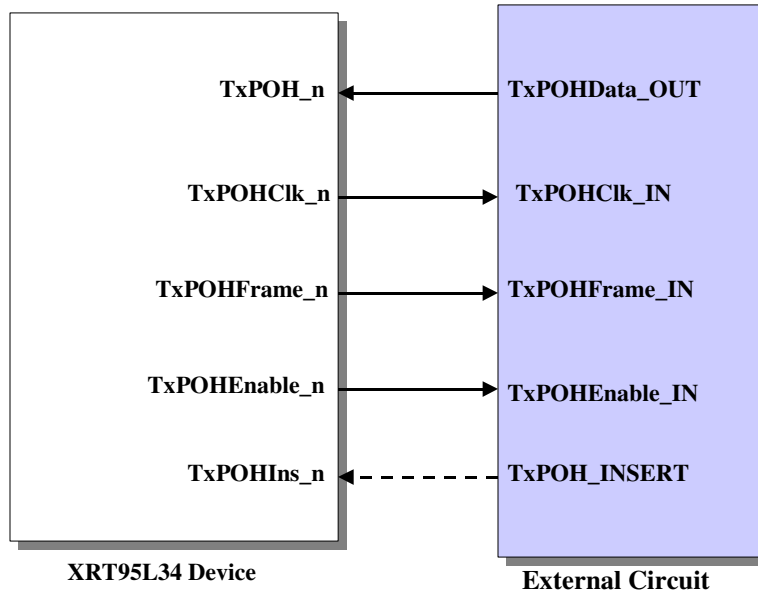 TxPOH_n TxPOHData_OUT
TxPOHClk_n TxPOHClk_IN
TxPOHFrame_n TxPOHFrame_IN
TxPOHEnable_n TxPOHEnable_IN
TxPOHIns_n TxPOH_INSERT
XRT95L34 Device External Circuit